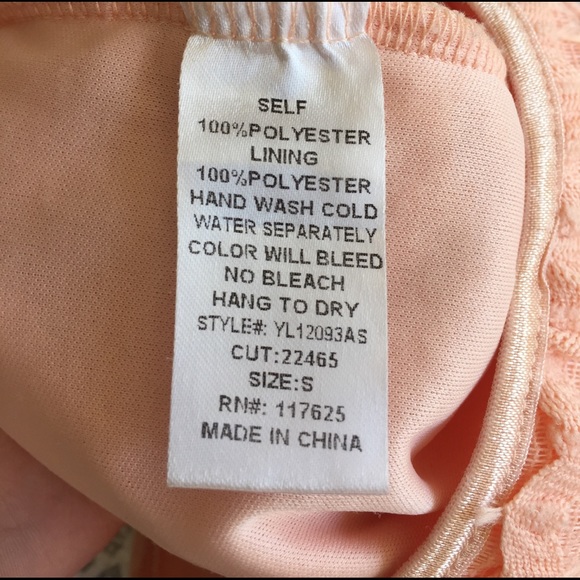 SELF
100%POLYESTER
LINING
100%POLYESTER
HAND WASH COLD
WATER SEPARATELY
COLOR WILL BLEED
NO BLEACH
HANG TO DRY
STYLE#: YL12093AS
CUT:22465
SIZE:S
RN#: 117625
MADE IN CHINA